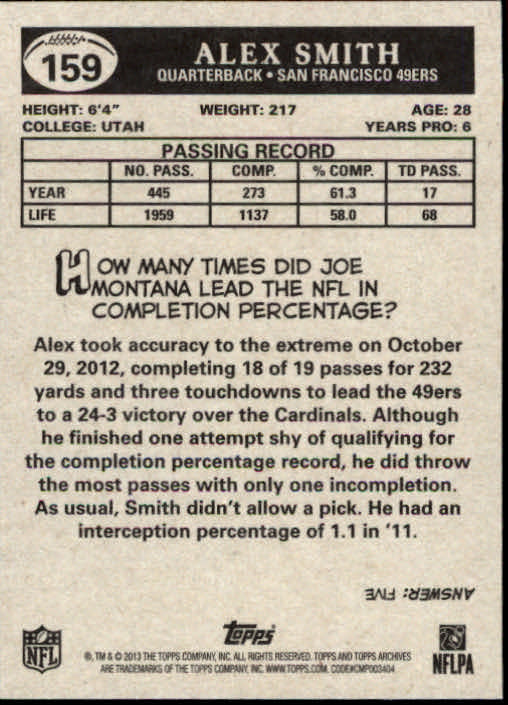 159
ALEX SMITH
QUARTERBACK • SAN FRANCISCO 49ERS
HEIGHT: 6'4" WEIGHT: 217 AGE: 28
COLLEGE: UTAH YEARS PRO: 6
PASSING RECORD
NO. PASS. COMP. % COMP. TD PASS.
YEAR 445 273 61.3 17
LIFE 1959 1137 58.0 68
HOW MANY TIMES DID JOE
MONTANA LEAD THE NFL IN
COMPLETION PERCENTAGE?
Alex took accuracy to the extreme on October
29, 2012, completing 18 of 19 passes for 232
yards and three touchdowns to lead the 49ers
to a 24-3 victory over the Cardinals. Although
he finished one attempt shy of qualifying for
the completion percentage record, he did throw
the most passes with only one incompletion.
As usual, Smith didn't allow a pick. He had an
interception percentage of 1.1 in '11.
ANSWER: FIVE
NFL
Topps
NFLPA
®, TM & © 2013 THE TOPPS COMPANY, INC. ALL RIGHTS RESERVED. TOPPS AND TOPPS ARCHIVES
ARE TRADEMARKS OF THE TOPPS COMPANY, INC. WWW.TOPPS.COM. CODE#CMP003404